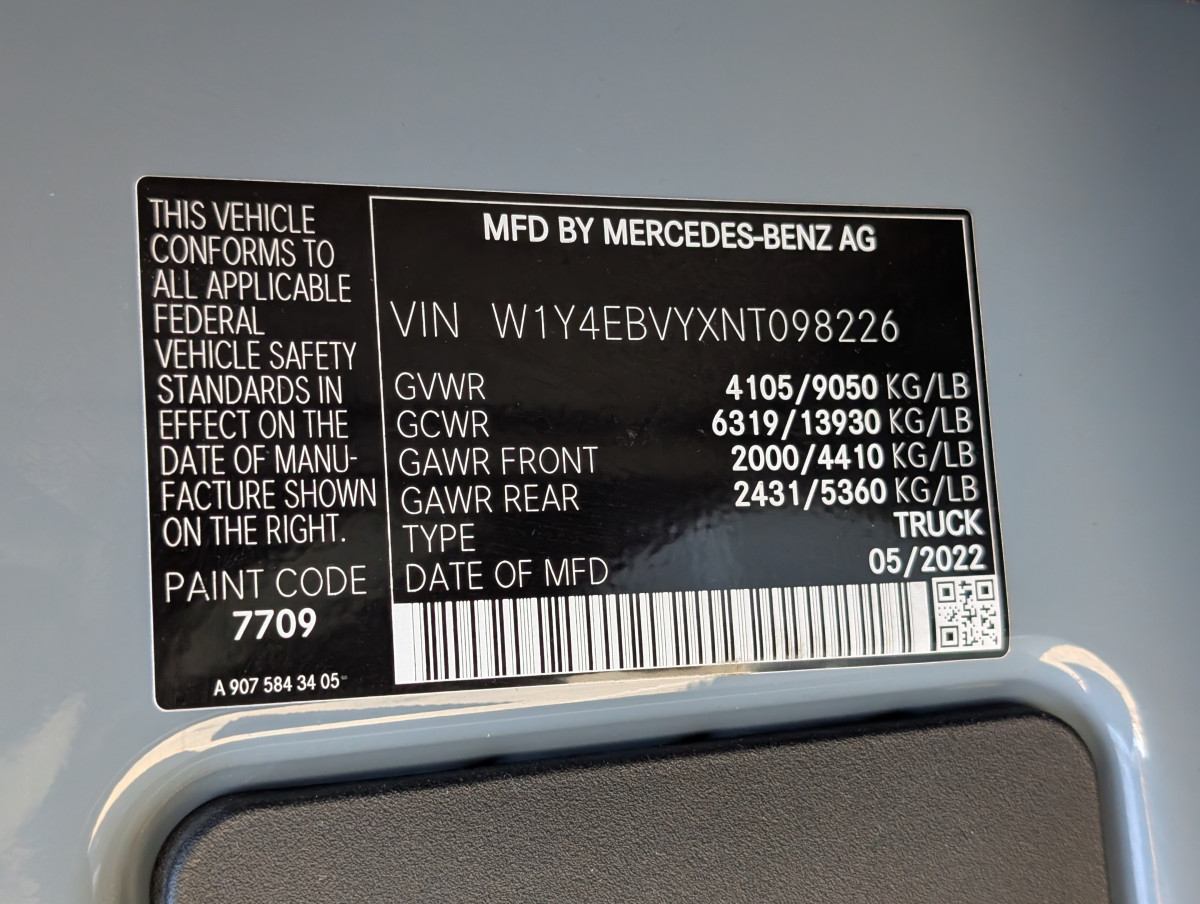 THIS VEHICLE
CONFORMS TO
ALL APPLICABLE
FEDERAL
VEHICLE SAFETY
STANDARDS IN
EFFECT ON THE
DATE OF MANU-
FACTURE SHOWN
ON THE RIGHT.
PAINT CODE
7709
A 907 584 34 05
MFD BY MERCEDES-BENZ AG
VIN W1Y4EBVYXNT098226
GVWR 4105/9050 KG/LB
GCWR 6319/13930 KG/LB
GAWR FRONT 2000/4410 KG/LB
GAWR REAR 2431/5360 KG/LB
TYPE TRUCK
DATE OF MFD 05/2022